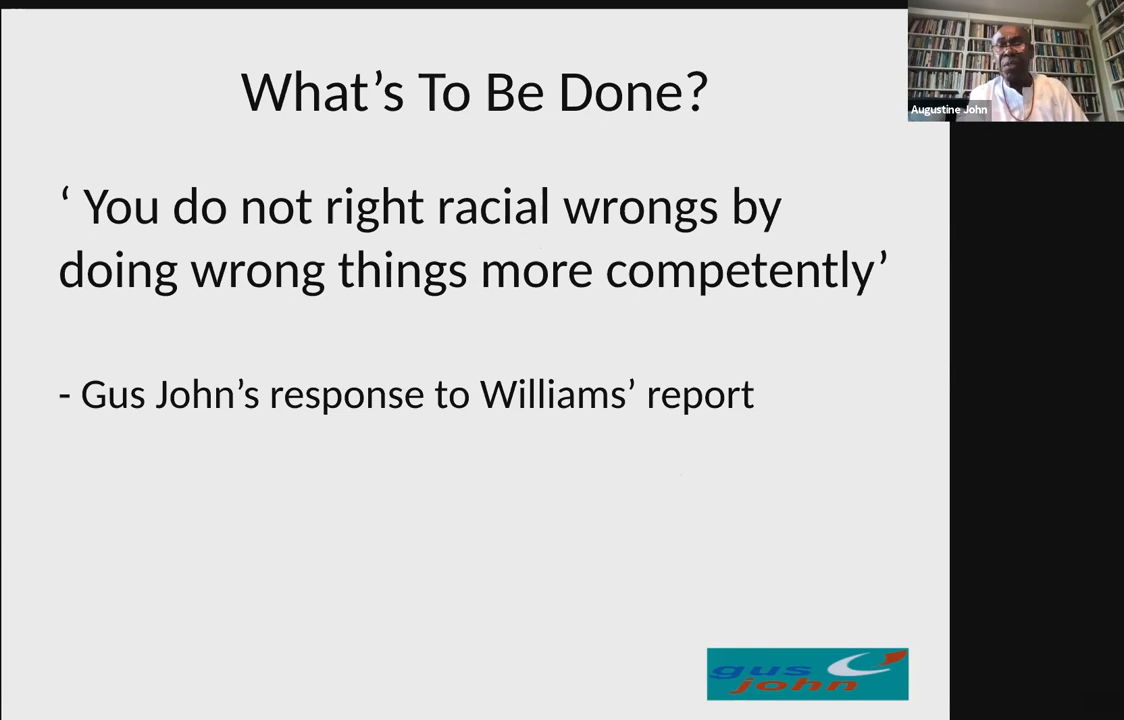 What’s To Be Done?
‘ You do not right racial wrongs by
doing wrong things more competently’
- Gus John’s response to Williams’ report
Augustine John
gus
john